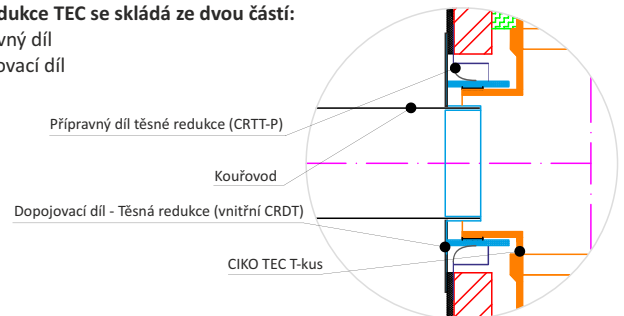 dukce TEC se skládá ze dvou částí:
vný díl
ovací díl
Přípravný díl těsné redukce (CRTT-P)
Kouřovod
Dopojovací díl - Těsná redukce (vnitřní CRDT)
CIKO TEC T-kus